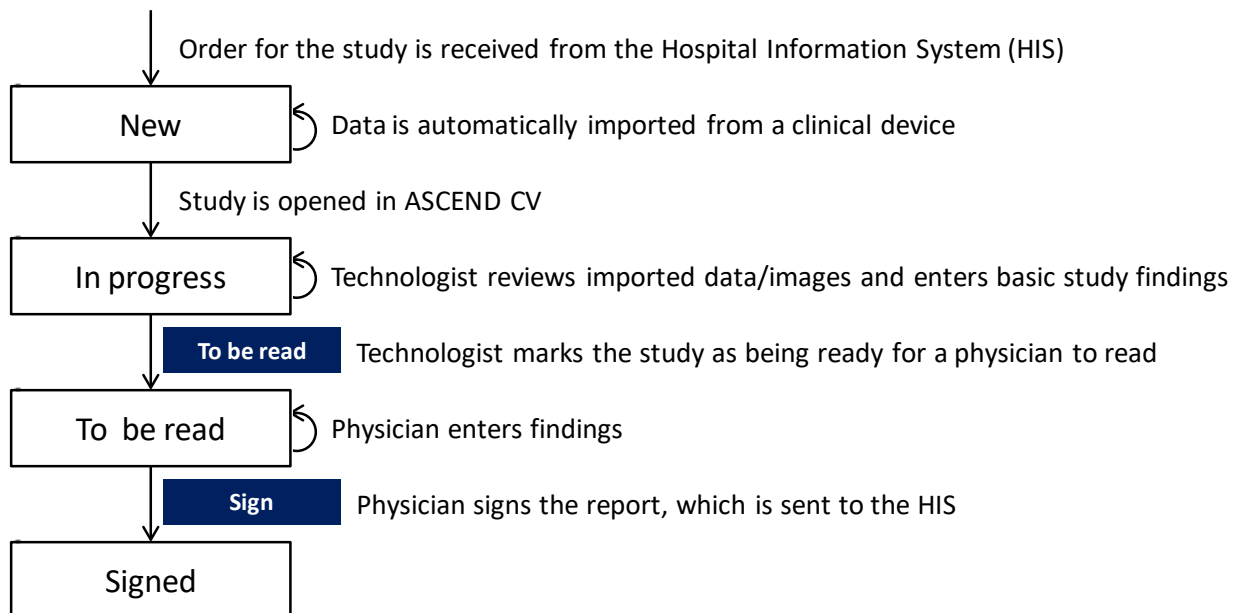 Order for the study is received from the Hospital Information System (HIS)
New
Data is automatically imported from a clinical device
Study is opened in ASCEND CV
In progress
Technologist reviews imported data/images and enters basic study findings
To be read
Technologist marks the study as being ready for a physician to read
To be read
Physician enters findings
Sign
Physician signs the report, which is sent to the HIS
Signed